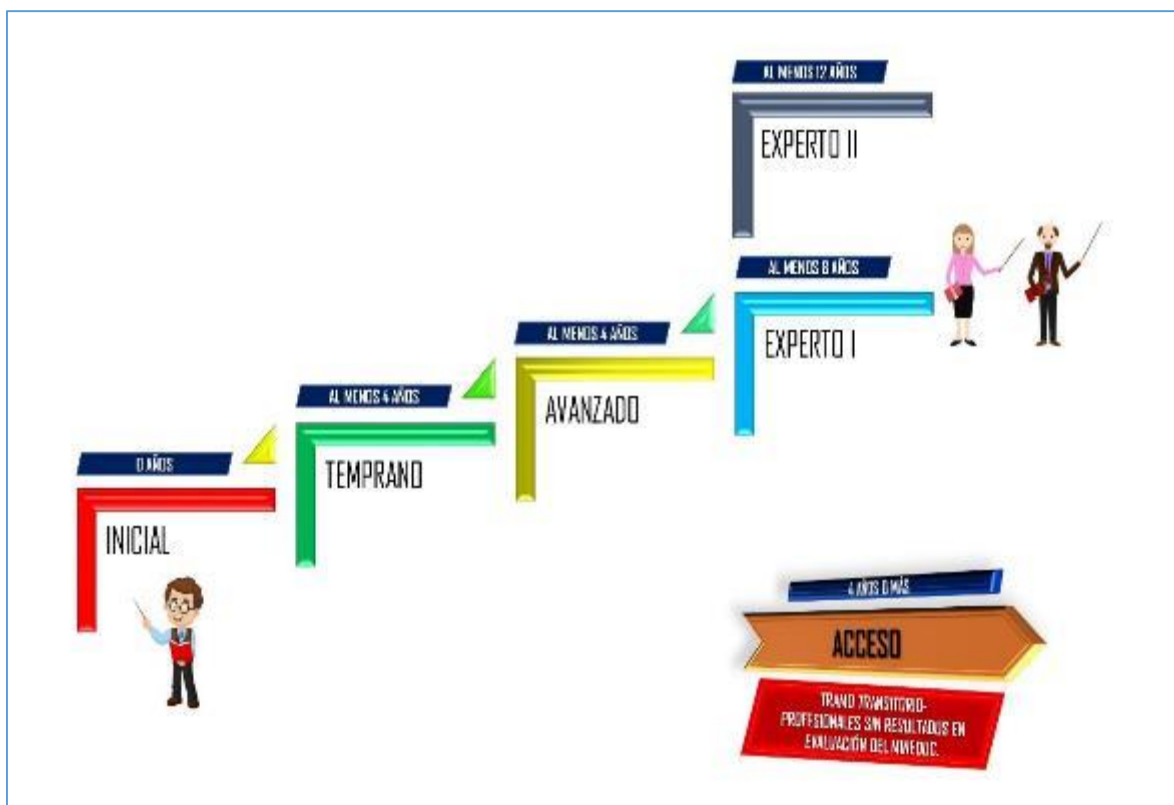 AL MENOS 12 AÑOS
EXPERTO II
AL MENOS 8 AÑOS
EXPERTO I
AL MENOS 4 AÑOS
AVANZADO
AL MENOS 4 AÑOS
TEMPRANO
0 AÑOS
INICIAL
4 AÑOS O MÁS
ACCESO
TRAMO TRANSITORIO-
PROFESIONALES SIN RESULTADOS EN
EVALUACIÓN DEL MINEDUC.